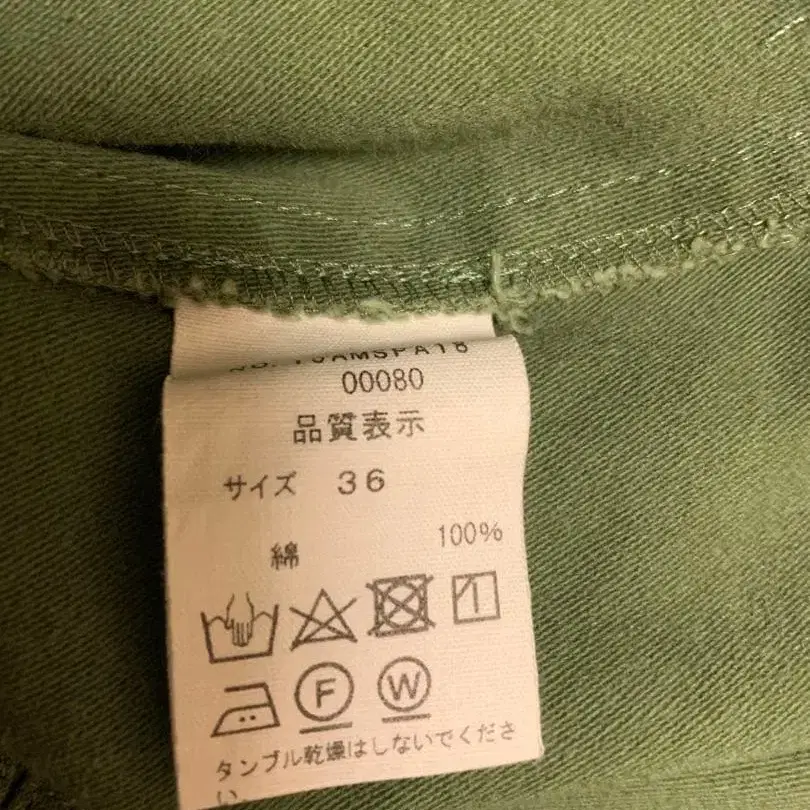 00080
品質表示
サイズ 36
綿 100%
F W
タンブル乾燥はしないでくださ
い